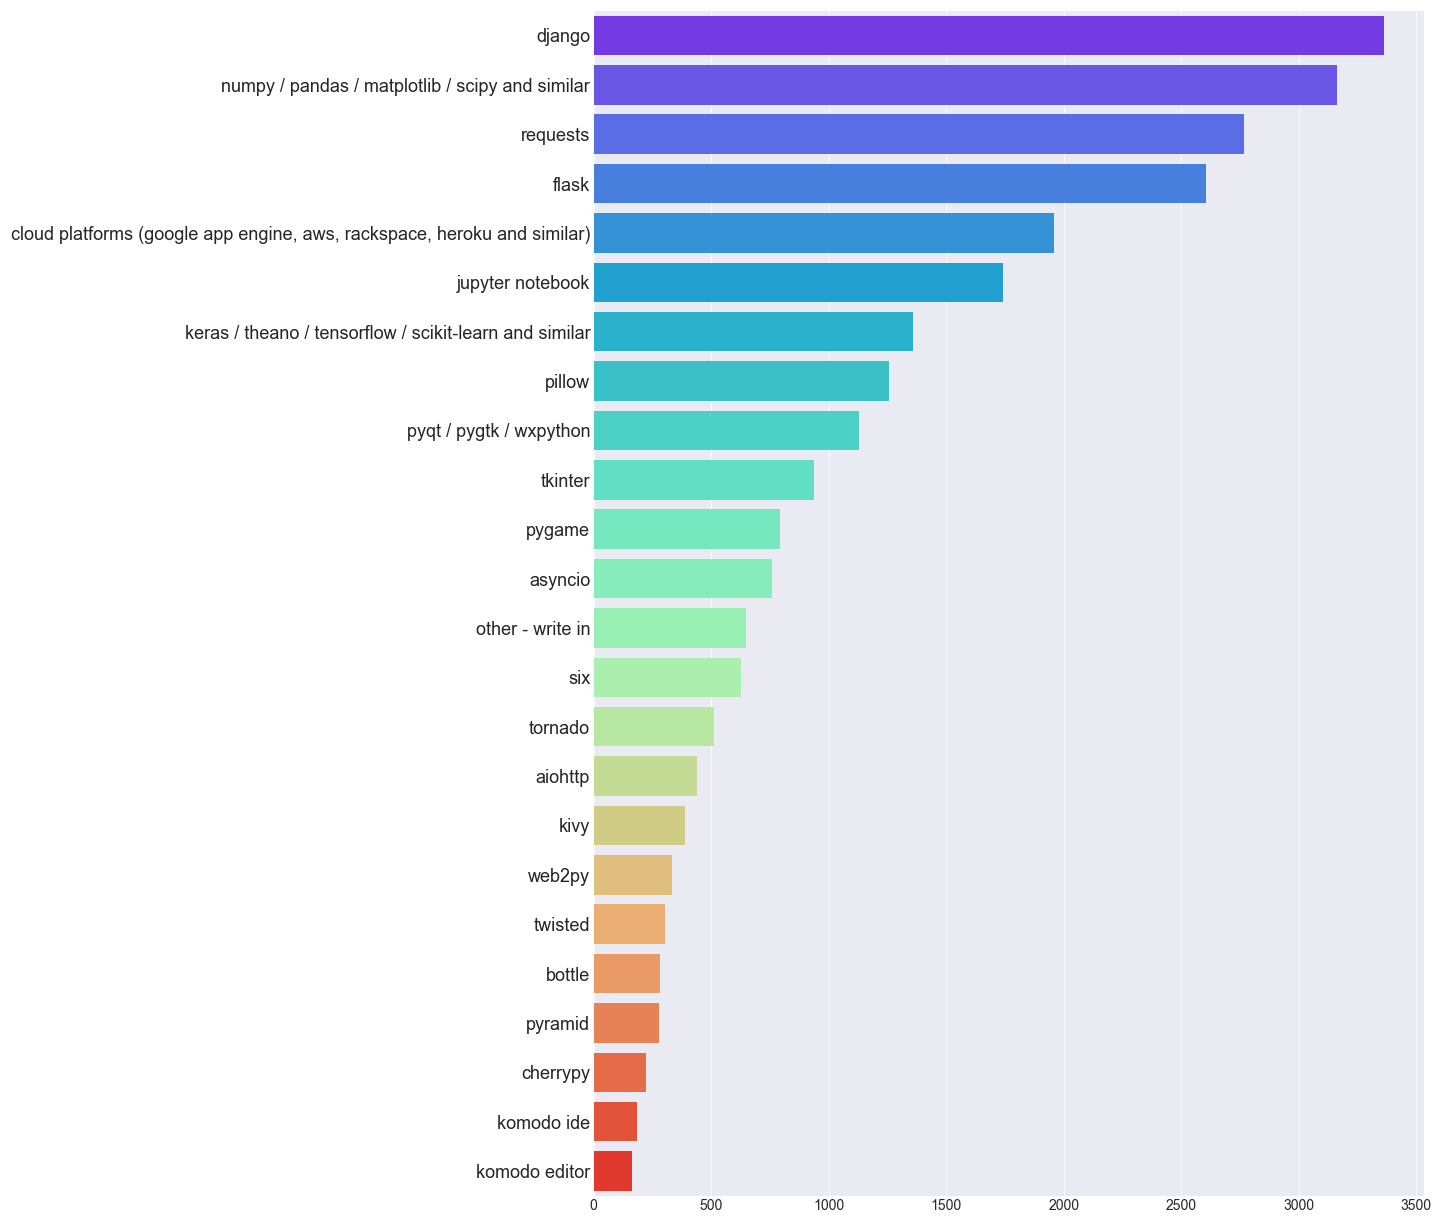 django
numpy / pandas / matplotlib / scipy and similar
requests
flask
cloud platforms (google app engine, aws, rackspace, heroku and similar)
jupyter notebook
keras / theano / tensorflow / scikit-learn and similar
pillow
pyqt / pygtk / wxpython
tkinter
pygame
asyncio
other - write in
six
tornado
aiohttp
kivy
web2py
twisted
bottle
pyramid
cherrypy
komodo ide
komodo editor
0 500 1000 1500 2000 2500 3000 3500